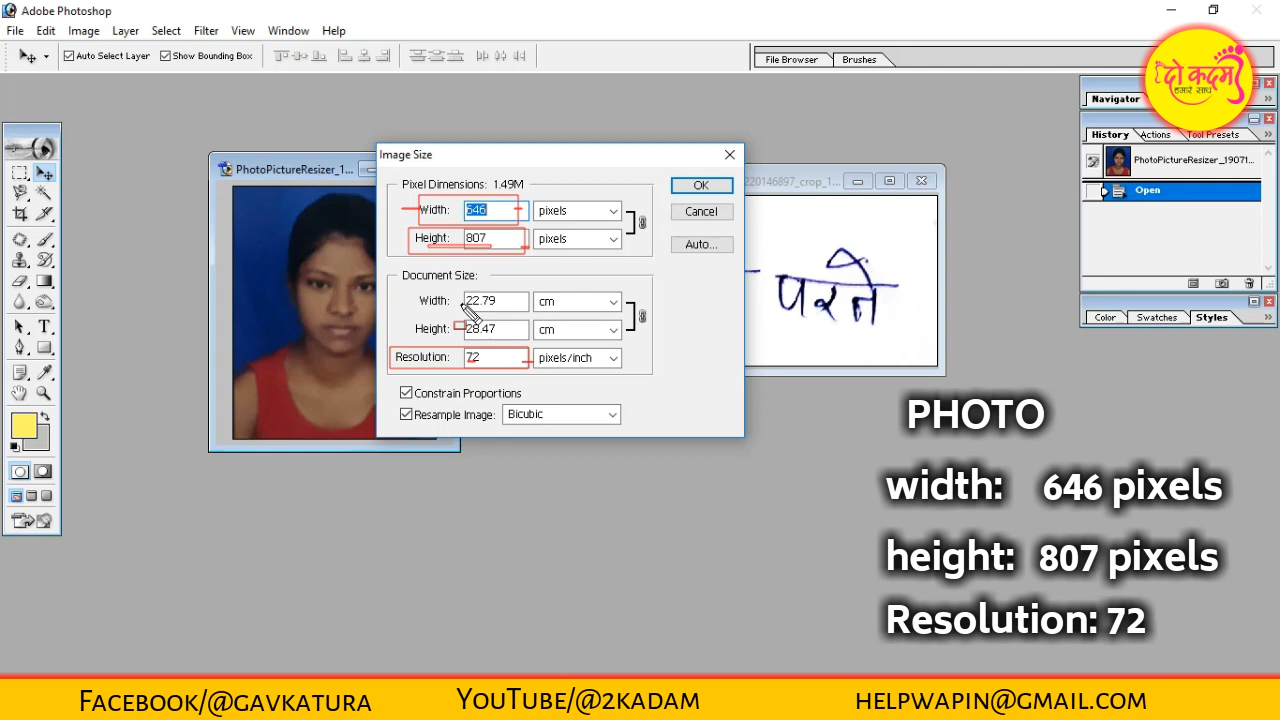 Adobe Photoshop
File Edit Image Layer Select Filter View Window Help
Auto Select Layer Show Bounding Box
File Browser Brushes
दो कदम
हमारे साथ
Navigator
History Actions Tool Presets
PhotoPictureResizer_19071...
Open
Color Swatches Styles
PhotoPictureResizer_1...
220146897_crop_1...
Image Size
Pixel Dimensions: 1.49M
Width: 646 pixels
Height: 807 pixels
Document Size:
Width: 22.79 cm
Height: 28.47 cm
Resolution: 72 pixels/inch
Constrain Proportions
Resample Image: Bicubic
OK
Cancel
Auto...
PHOTO
width: 646 pixels
height: 807 pixels
Resolution: 72
Facebook/@gavkatura YouTube/@2kadam helpwapin@gmail.com